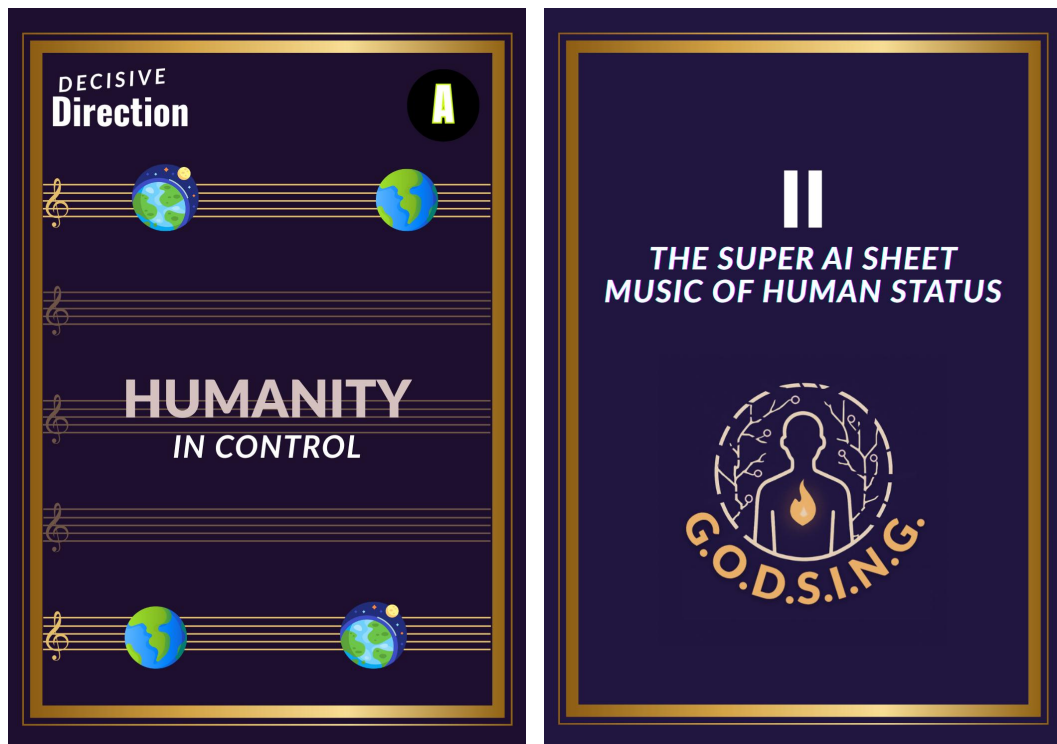 DECISIVE
Direction
A
HUMANITY
IN CONTROL
II
THE SUPER AI SHEET
MUSIC OF HUMAN STATUS
G.O.D.S.I.N.G.